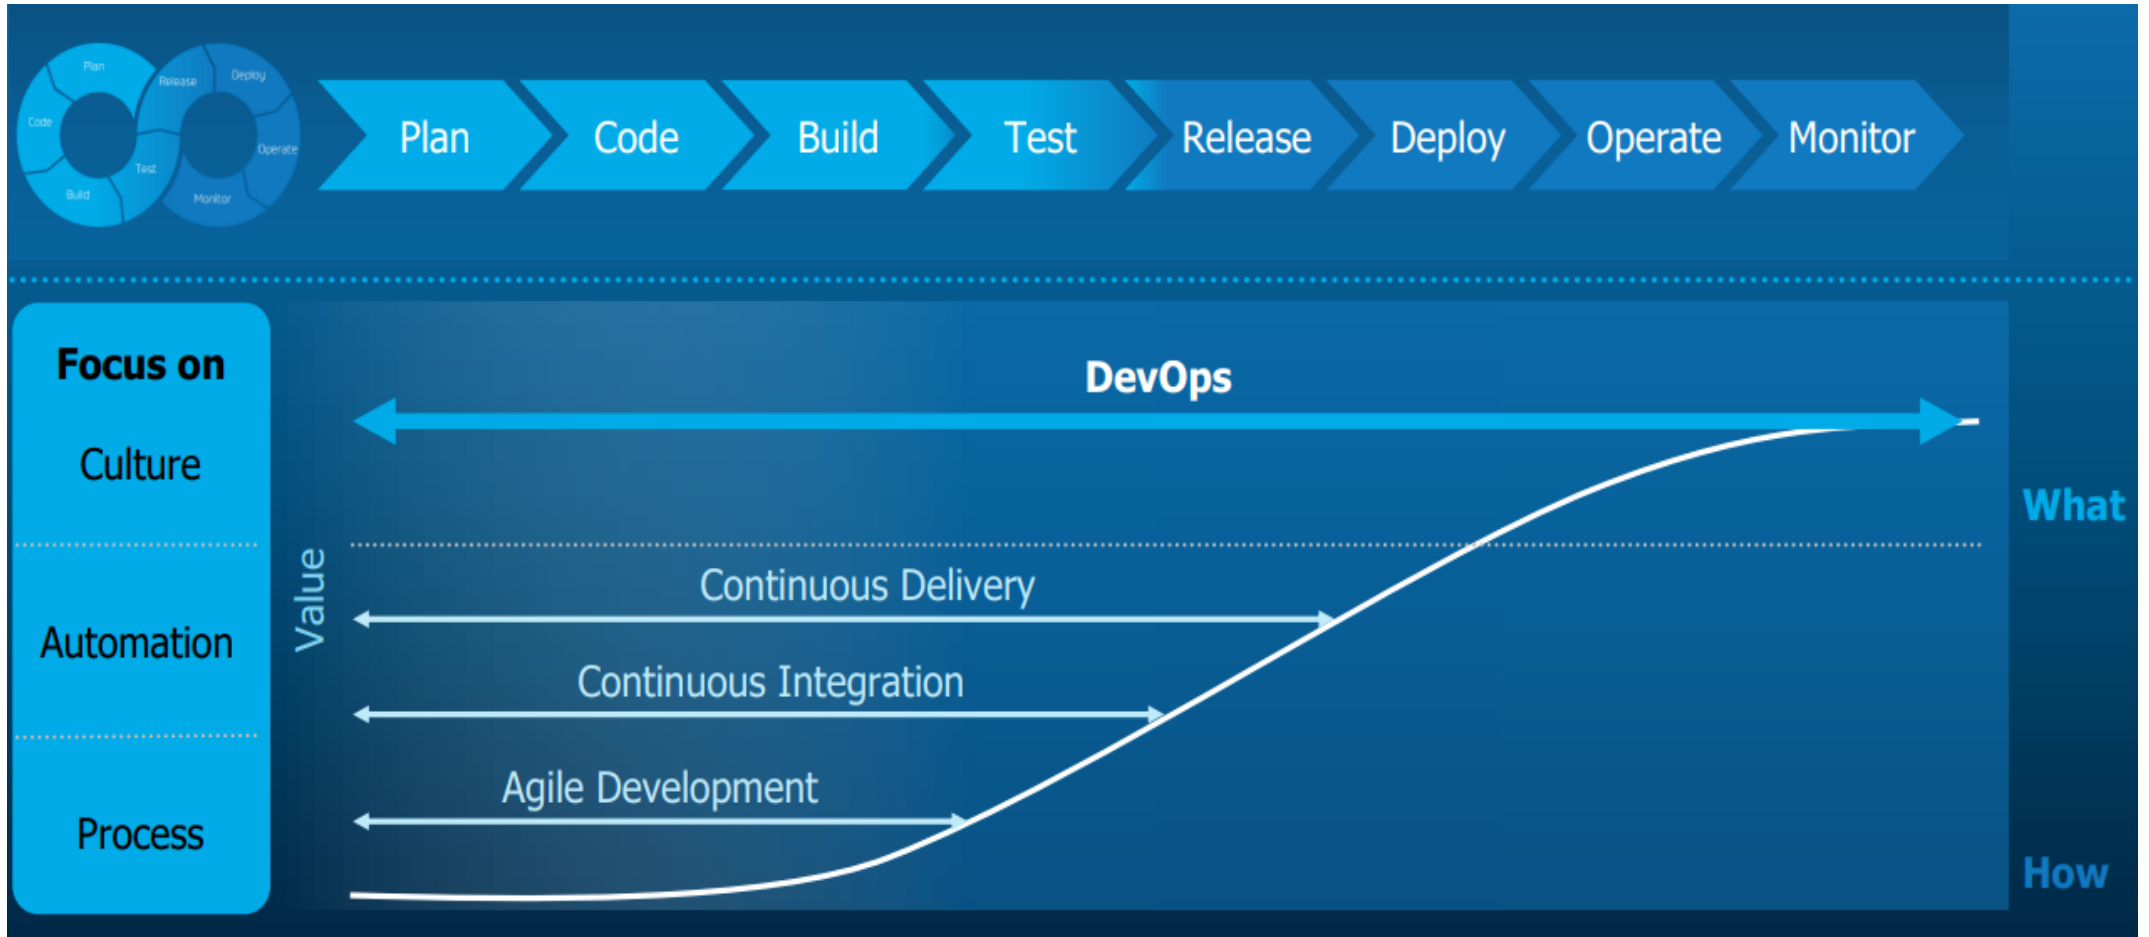 Plan
Release
Deploy
Code
Operate
Test
Build
Monitor
Plan
Code
Build
Test
Release
Deploy
Operate
Monitor
Focus on
Culture
Automation
Process
Value
DevOps
Continuous Delivery
Continuous Integration
Agile Development
What
How